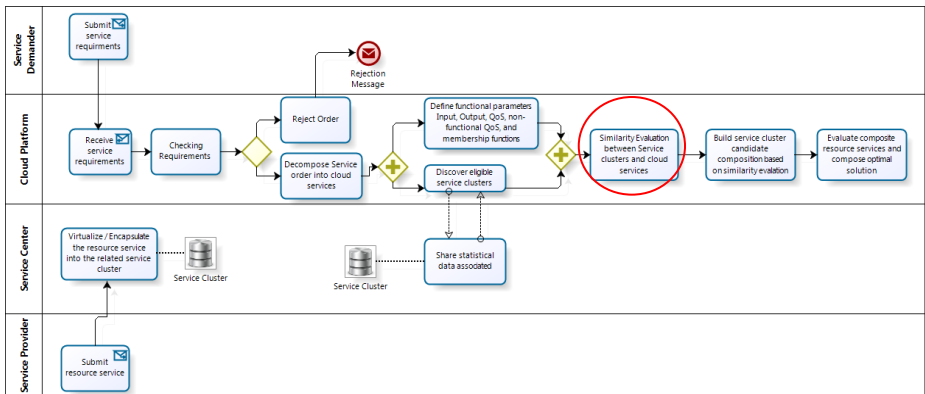 Service
Demander
Submit
service
requirments
Rejection
Message
Cloud Platform
Receive
service
requirements
Checking
Requirements
Reject Order
Decompose Service
order into cloud
services
Define functional parameters
Input, Output, QoS, non-
functional QoS, and
membership functions
Discover eligible
service clusters
Similarity Evaluation
between Service
clusters and cloud
services
Build service cluster
candidate
composition based
on similarity evaluation
Evaluate composite
resource services and
compose optimal
solution
Service Center
Virtualize / Encapsulate
the resource service
into the related service
cluster
Service Cluster
Service Cluster
Share statistical
data assodated
Service Provider
Submit
resource service